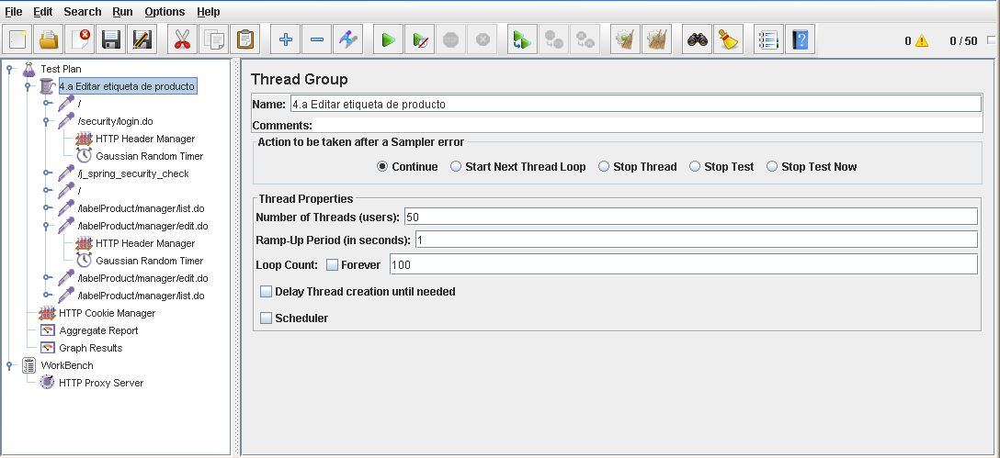 File Edit Search Run Options Help
0 0 / 50
Test Plan
4.a Editar etiqueta de producto
/
/security/login.do
HTTP Header Manager
Gaussian Random Timer
/j_spring_security_check
/
/labelProduct/manager/list.do
/labelProduct/manager/edit.do
HTTP Header Manager
Gaussian Random Timer
/labelProduct/manager/edit.do
/labelProduct/manager/list.do
HTTP Cookie Manager
Aggregate Report
Graph Results
WorkBench
HTTP Proxy Server
Thread Group
Name: 4.a Editar etiqueta de producto
Comments:
Action to be taken after a Sampler error
Continue Start Next Thread Loop Stop Thread Stop Test Stop Test Now
Thread Properties
Number of Threads (users): 50
Ramp-Up Period (in seconds): 1
Loop Count: Forever 100
Delay Thread creation until needed
Scheduler